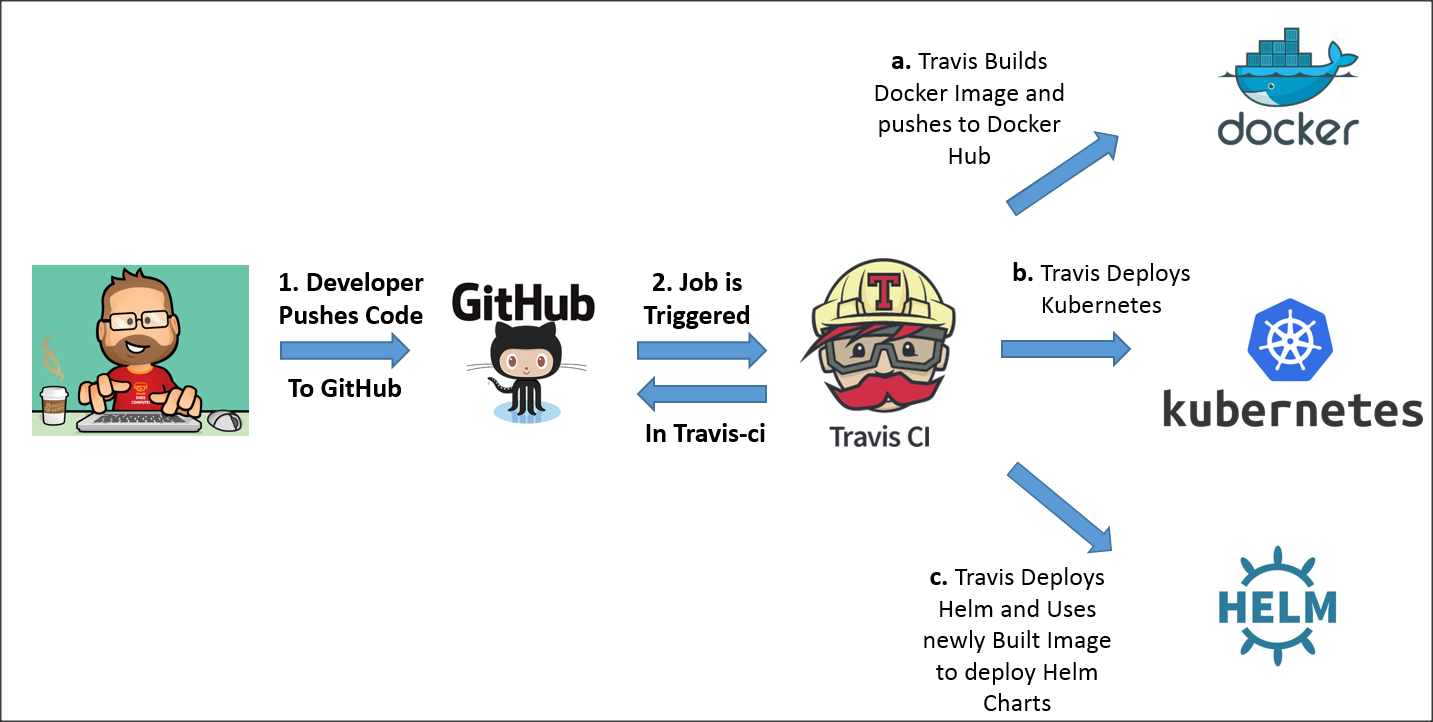 a. Travis Builds
Docker Image and
pushes to Docker
Hub
docker
1. Developer
Pushes Code
To GitHub
GitHub
2. Job is
Triggered
In Travis-ci
T
Travis CI
b. Travis Deploys
Kubernetes
kubernetes
c. Travis Deploys
Helm and Uses
newly Built Image
to deploy Helm
Charts
HELM